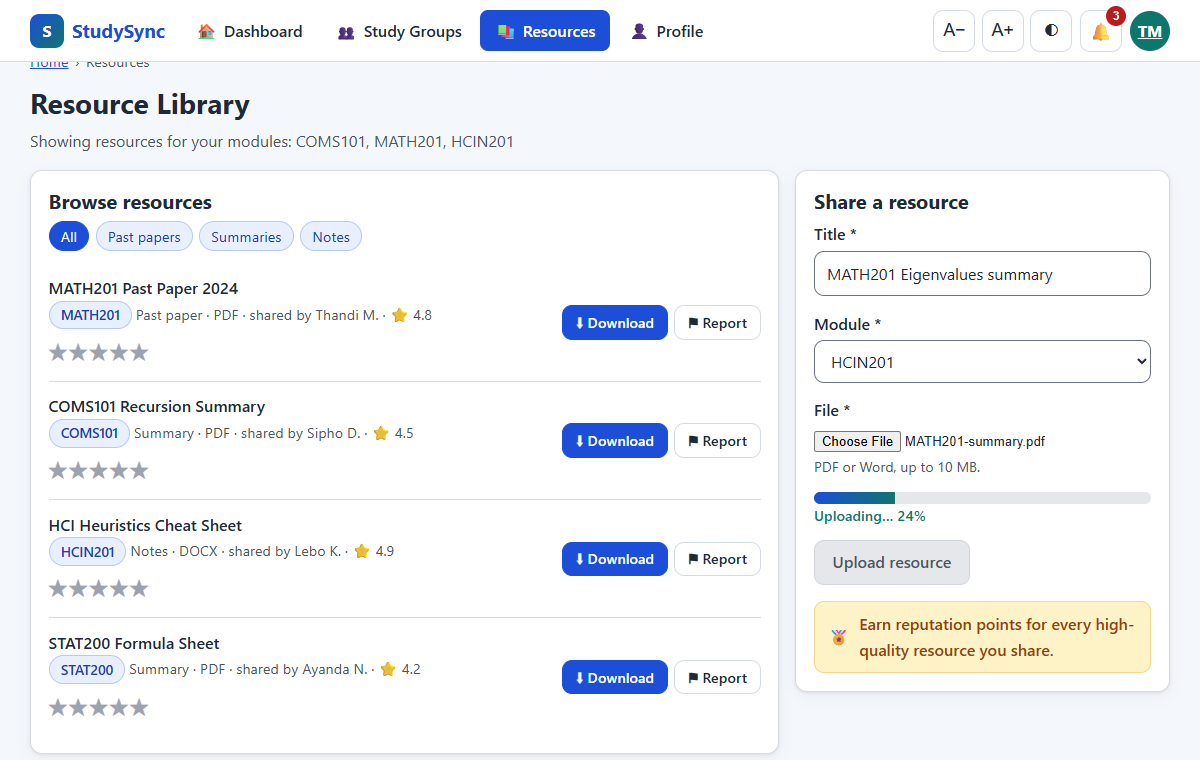 S StudySync Dashboard Study Groups Resources Profile A− A+ 3 TM
Home › Resources
Resource Library
Showing resources for your modules: COMS101, MATH201, HCIN201
Browse resources
All Past papers Summaries Notes
MATH201 Past Paper 2024
MATH201 Past paper · PDF · shared by Thandi M. · ⭐ 4.8
★★★★★
⬇ Download ⚑ Report
COMS101 Recursion Summary
COMS101 Summary · PDF · shared by Sipho D. · ⭐ 4.5
★★★★★
⬇ Download ⚑ Report
HCI Heuristics Cheat Sheet
HCIN201 Notes · DOCX · shared by Lebo K. · ⭐ 4.9
★★★★★
⬇ Download ⚑ Report
STAT200 Formula Sheet
STAT200 Summary · PDF · shared by Ayanda N. · ⭐ 4.2
★★★★★
⬇ Download ⚑ Report
Share a resource
Title *
MATH201 Eigenvalues summary
Module *
HCIN201
File *
Choose File MATH201-summary.pdf
PDF or Word, up to 10 MB.
Uploading... 24%
Upload resource
Earn reputation points for every high-
quality resource you share.